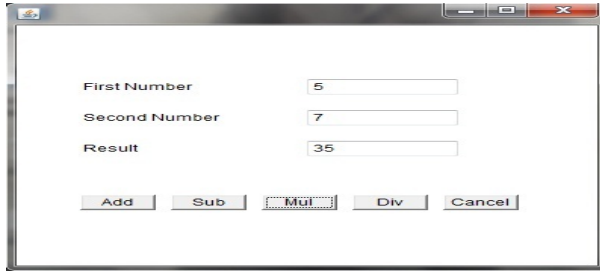 First Number 5
Second Number 7
Result 35
Add Sub Mul Div Cancel